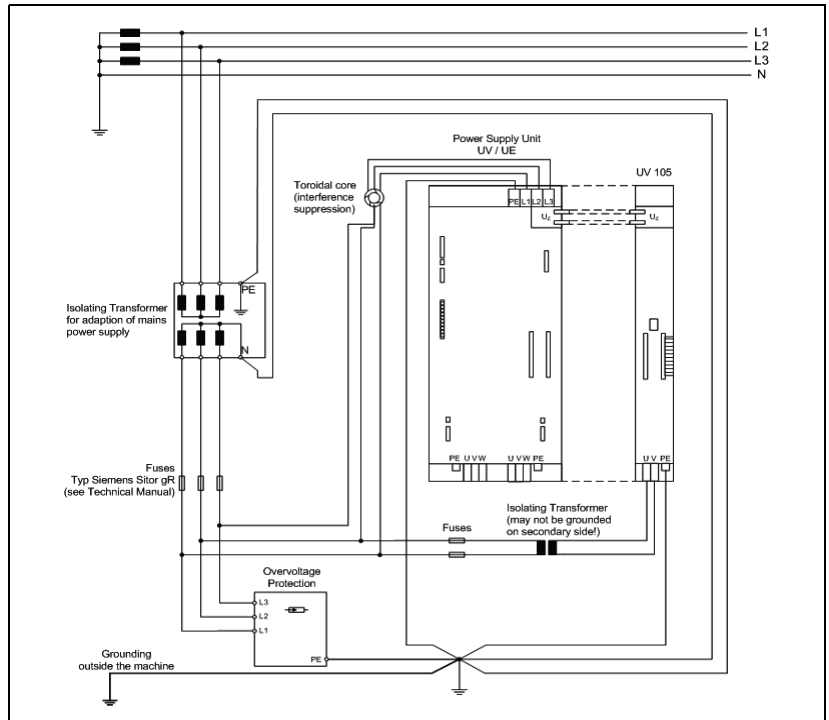 L1
L2
L3
N
Power Supply Unit
UV / UE
UV 105
Toroidal core
(interference
suppression)
PE L1 L2 L3
Uz
Uz
PE
Isolating Transformer
for adaption of mains
power supply
N
PE U V W
U V W PE
U V PE
Fuses
Typ Siemens Sitor gR
(see Technical Manual)
Isolating Transformer
(may not be grounded
on secondary side!)
Fuses
Overvoltage
Protection
L3
L2
L1
PE
Grounding
outside the machine